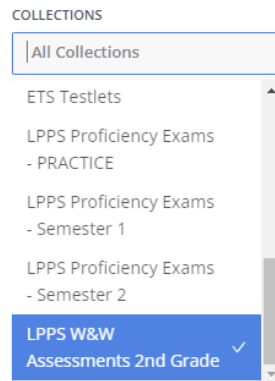 COLLECTIONS
All Collections
ETS Testlets
LPPS Proficiency Exams
- PRACTICE
LPPS Proficiency Exams
- Semester 1
LPPS Proficiency Exams
- Semester 2
LPPS W&W
Assessments 2nd Grade